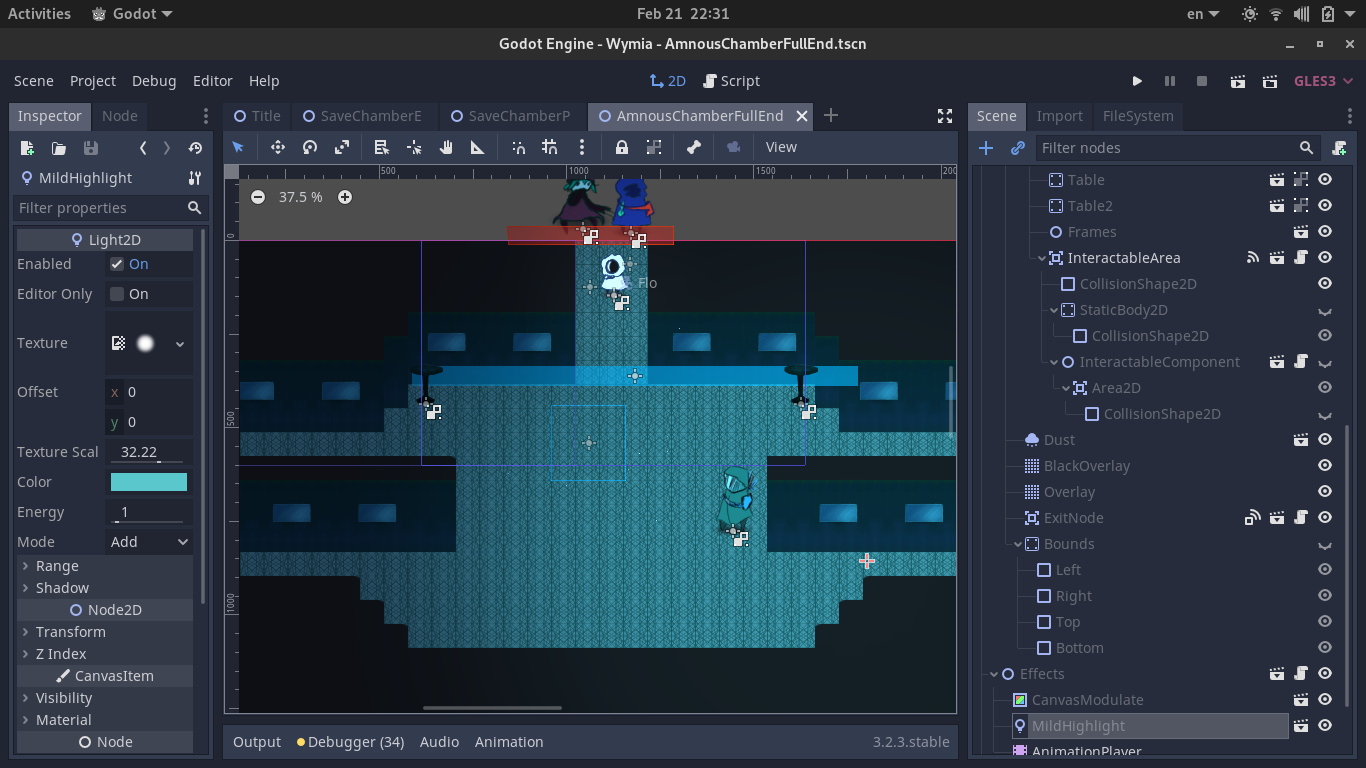 Activities Godot Feb 21 22:31 en
Godot Engine - Wymia - AmnousChamberFullEnd.tscn
Scene Project Debug Editor Help 2D Script GLES3
Inspector Node
Title SaveChamberE SaveChamberP AmnousChamberFullEnd
Scene Import FileSystem
View
Filter nodes
MildHighlight
Filter properties
Light2D
Enabled On
Editor Only On
Texture
Offset x 0
y 0
Texture Scal 32.22
Color
Energy 1
Mode Add
Range
Shadow
Node2D
Transform
Z Index
CanvasItem
Visibility
Material
Node
500 1000 1500 200
37.5 %
0
500
1000
Flo
Output Debugger (34) Audio Animation 3.2.3.stable
Table
Table2
Frames
InteractableArea
CollisionShape2D
StaticBody2D
CollisionShape2D
InteractableComponent
Area2D
CollisionShape2D
Dust
BlackOverlay
Overlay
ExitNode
Bounds
Left
Right
Top
Bottom
Effects
CanvasModulate
MildHighlight
AnimationPlayer